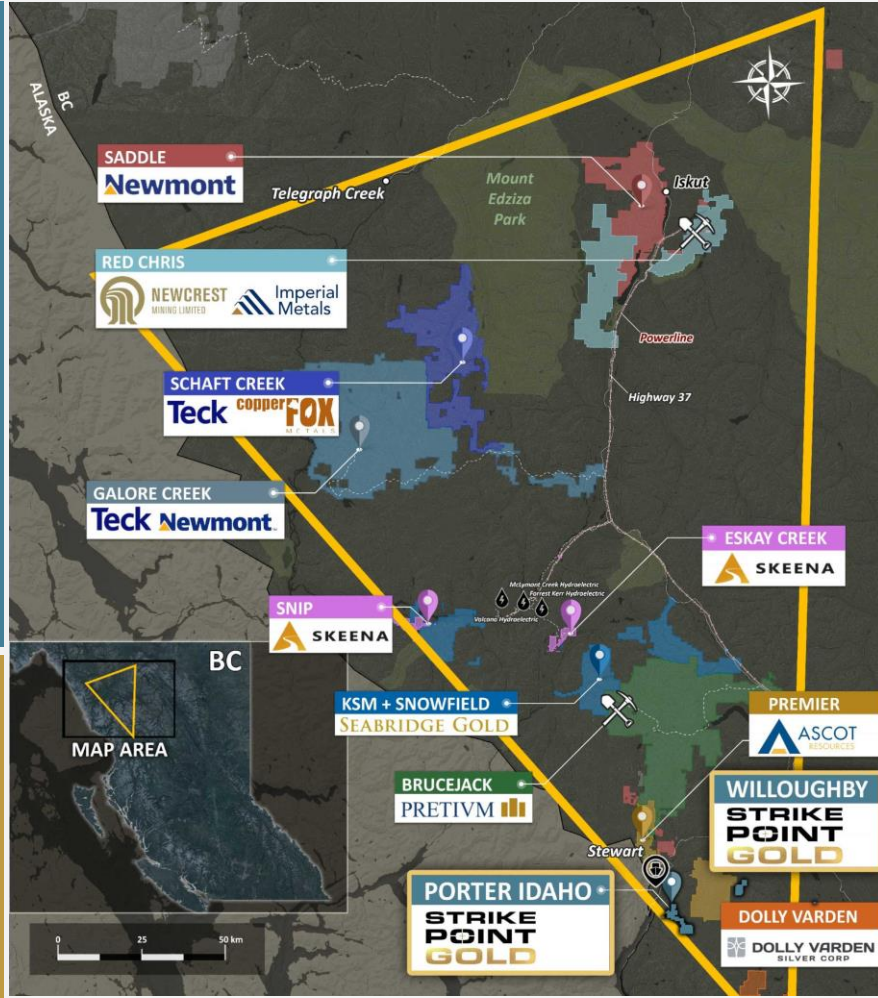 BC
ALASKA
SADDLE
Newmont
Telegraph Creek
Mount
Edziza
Park
Iskut
RED CHRIS
NEWCREST
MINING LIMITED
Imperial
Metals
Powerline
SCHAFT CREEK
Teck
copper
FOX
METALS
Highway 37
GALORE CREEK
Teck Newmont
ESKAY CREEK
SKEENA
McLymont Creek Hydroelectric
Forrest Kerr Hydroelectric
Volcano Hydroelectric
SNIP
SKEENA
BC
MAP AREA
KSM + SNOWFIELD
SEABRIDGE GOLD
PREMIER
ASCOT
RESOURCES
BRUCEJACK
PRETIVM
WILLOUGHBY
STRIKE
POINT
GOLD
Stewart
PORTER IDAHO
STRIKE
POINT
GOLD
DOLLY VARDEN
DOLLY VARDEN
SILVER CORP
0 25 50 km